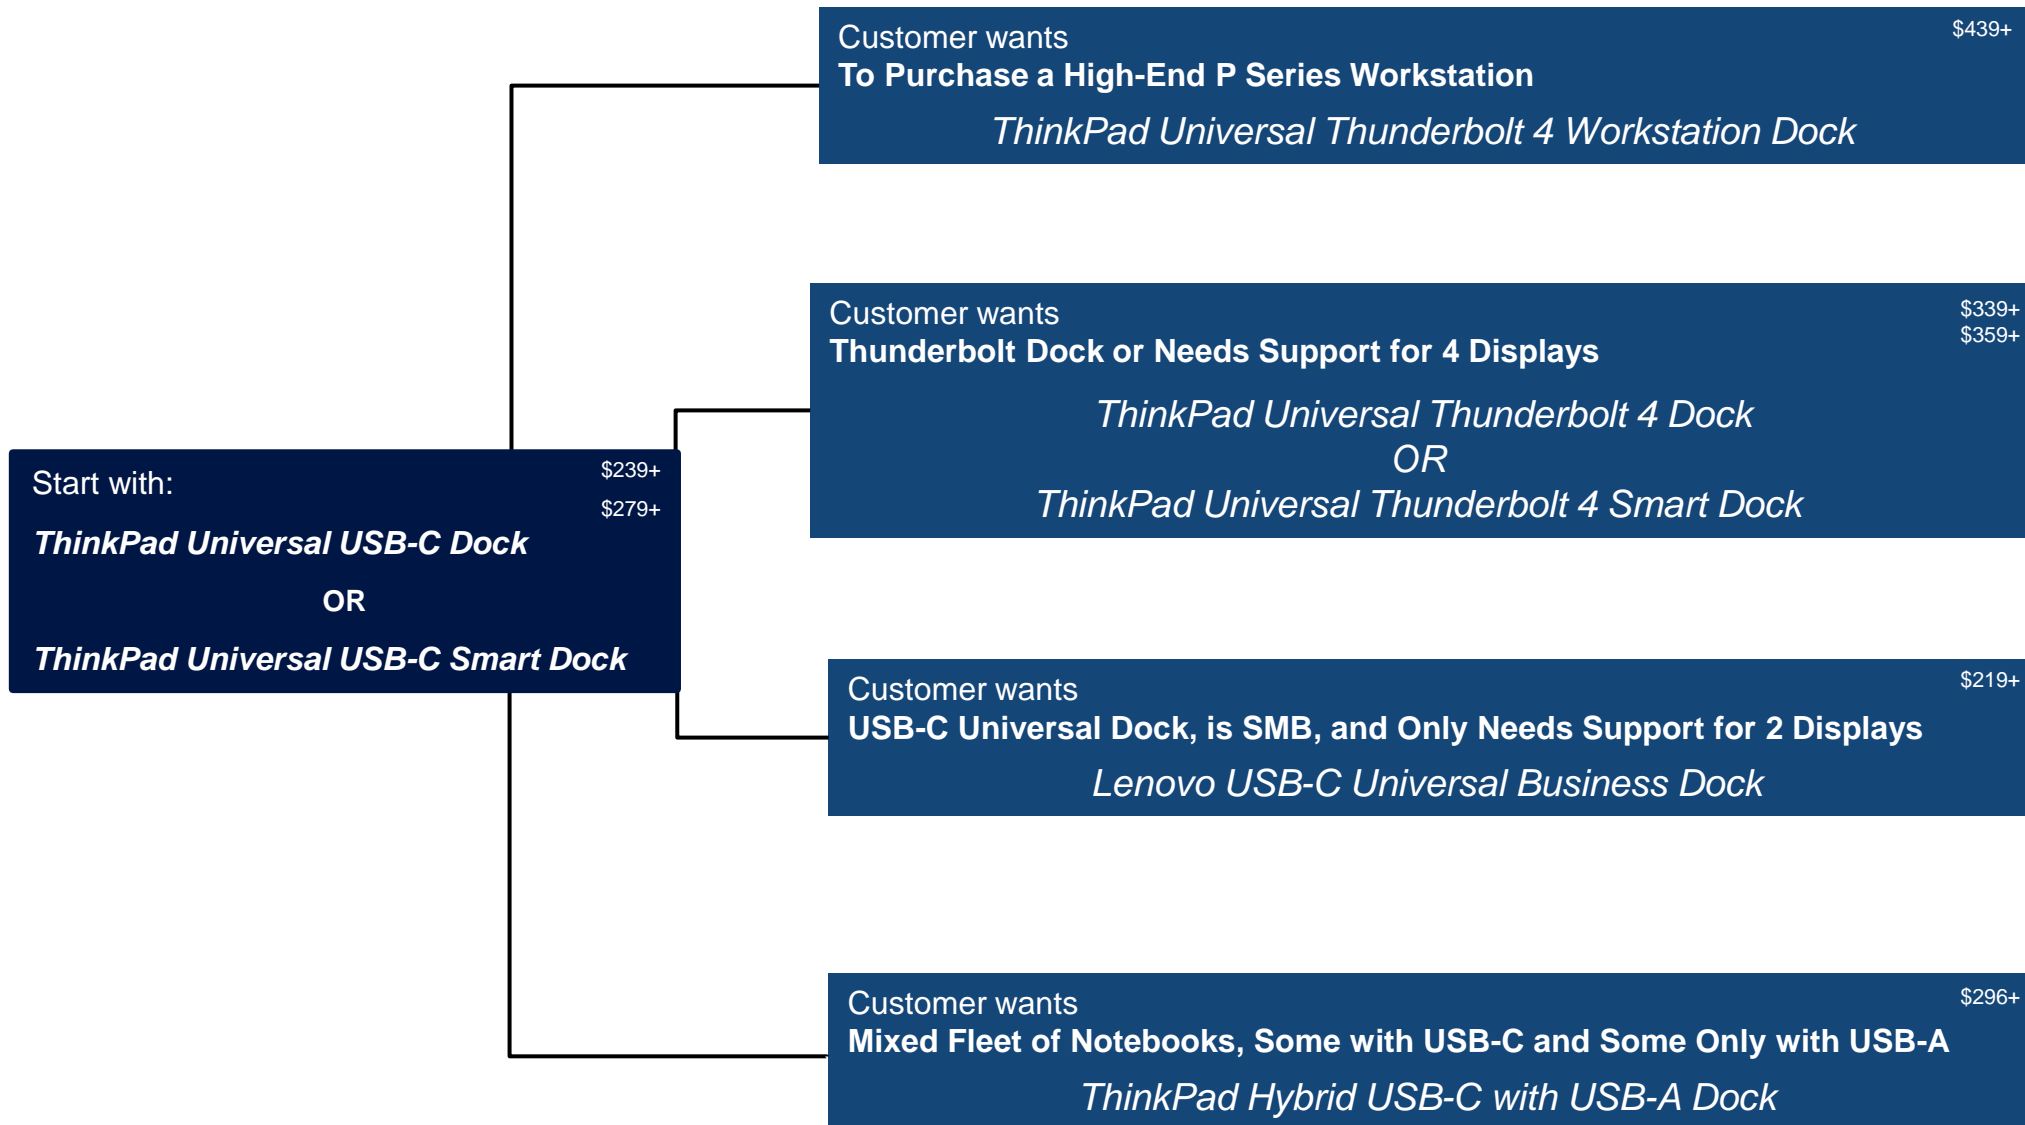 Customer wants
$439+
To Purchase a High-End P Series Workstation
ThinkPad Universal Thunderbolt 4 Workstation Dock
Customer wants
$339+
$359+
Thunderbolt Dock or Needs Support for 4 Displays
ThinkPad Universal Thunderbolt 4 Dock
OR
ThinkPad Universal Thunderbolt 4 Smart Dock
Start with:
$239+
$279+
ThinkPad Universal USB-C Dock
OR
ThinkPad Universal USB-C Smart Dock
Customer wants
$219+
USB-C Universal Dock, is SMB, and Only Needs Support for 2 Displays
Lenovo USB-C Universal Business Dock
Customer wants
$296+
Mixed Fleet of Notebooks, Some with USB-C and Some Only with USB-A
ThinkPad Hybrid USB-C with USB-A Dock